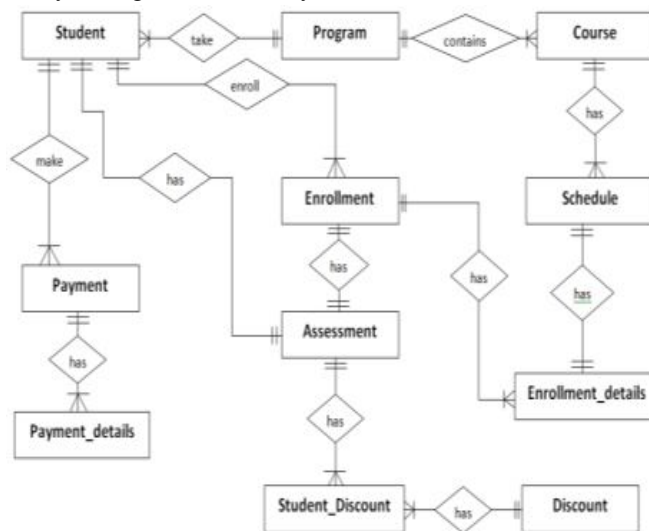 Student
take
Program
contains
Course
enroll
has
make
has
Enrollment
Schedule
Payment
has
has
has
Assessment
has
Enrollment_details
Payment_details
has
Student_Discount
has
Discount